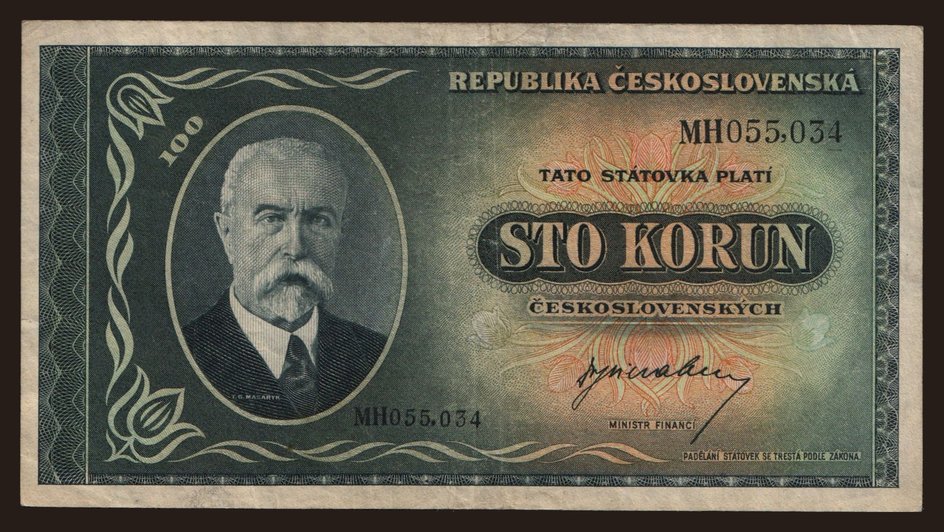 100
REPUBLIKA ČESKOSLOVENSKÁ
MH055,034
TATO STÁTOVKA PLATÍ
STO KORUN
ČESKOSLOVENSKÝCH
T. G. MASARYK
MH055,034
MINISTR FINANCÍ
PADĚLÁNÍ STÁTOVEK SE TRESTÁ PODLE ZÁKONA.